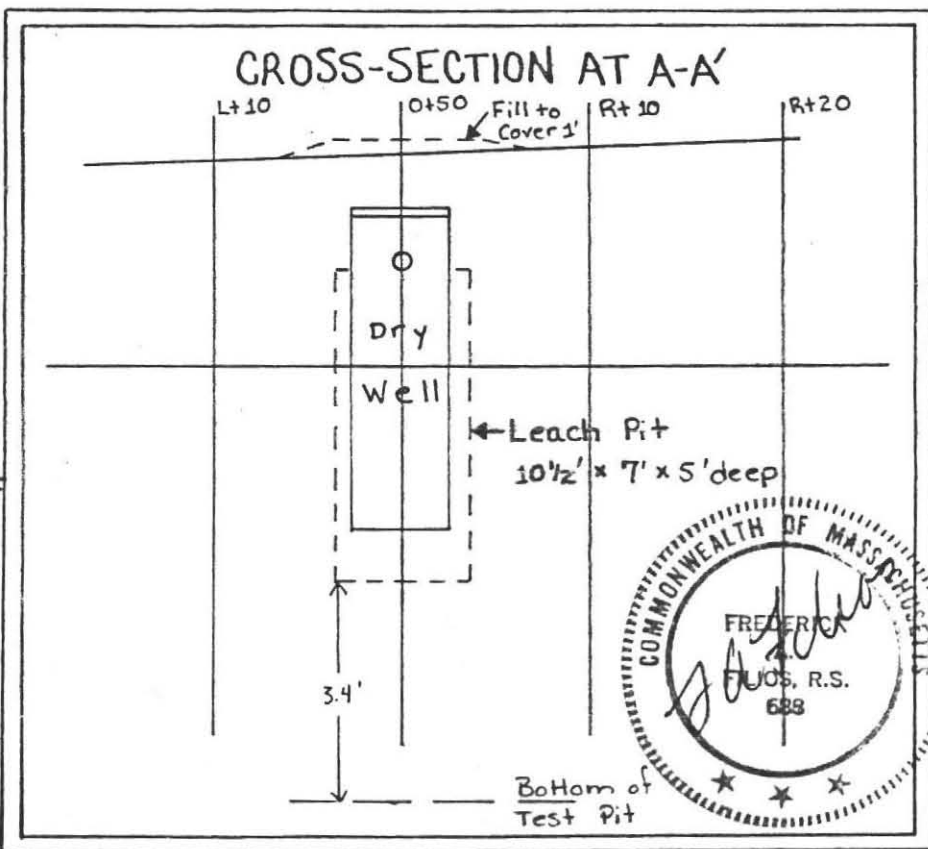 CROSS-SECTION AT A-A'
L+10
0+50
Fill to
Cover 1'
R+10
R+20
Dry
Well
Leach Pit
10½' x 7' x 5' deep
3.4'
Bottom of
Test Pit
COMMONWEALTH OF MASSACHUSETTS
FREDERICK
FILIOS, R.S.
688